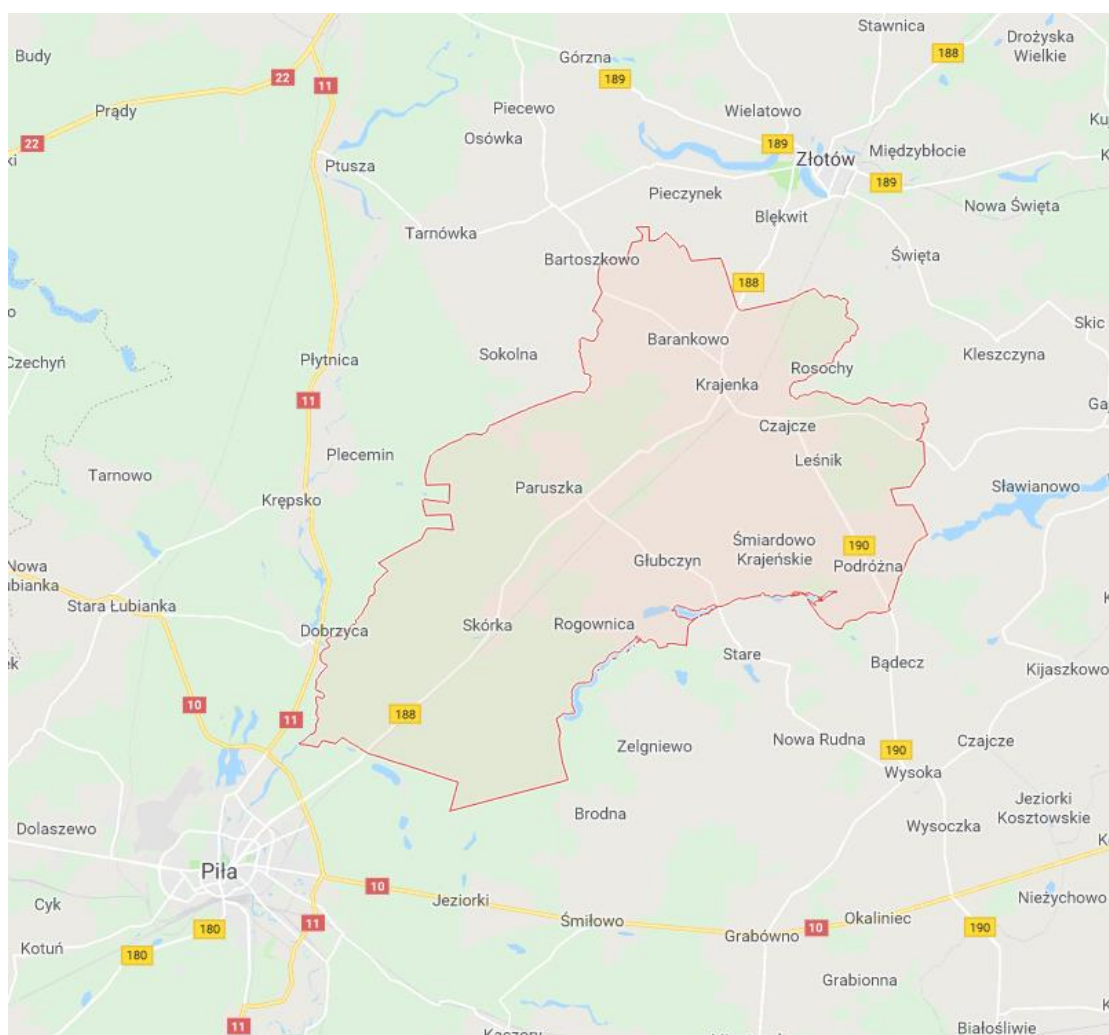 Stawnica
Budy
Górzna
188
Drożyska
Wielkie
22
11
189
Prądy
Piecewo
Wielatowo
22
Osówka
189
Złotów
Międzybłocie
Ptusza
189
Pieczynek
Nowa Święta
Tarnówka
Błękwit
Bartoszkowo
Święta
188
Skic
Czechyń
Płytnica
Sokolna
Barankowo
Kleszczyna
Rosochy
Krajenka
11
Czajcze
Plecemin
Leśnik
Tarnowo
Paruszka
Sławianowo
Krępsko
Śmiardowo
Krajeńskie
190
Głubczyn
Podróżna
Nowa
Stara Łubianka
Skórka
Rogownica
Dobrzyca
Stare
Bądecz
Kijaszkowo
10
188
11
Zelgniewo
Nowa Rudna
Czajcze
190
Wysoka
Jeziorki
Kosztowskie
Brodna
Wysoczka
Dolaszewo
Piła
10
Jeziorki
Nieżychowo
Cyk
Śmiłowo
Okaliniec
11
10
190
180
Grabówno
Kotuń
180
Grabionna
11
Białośliwie